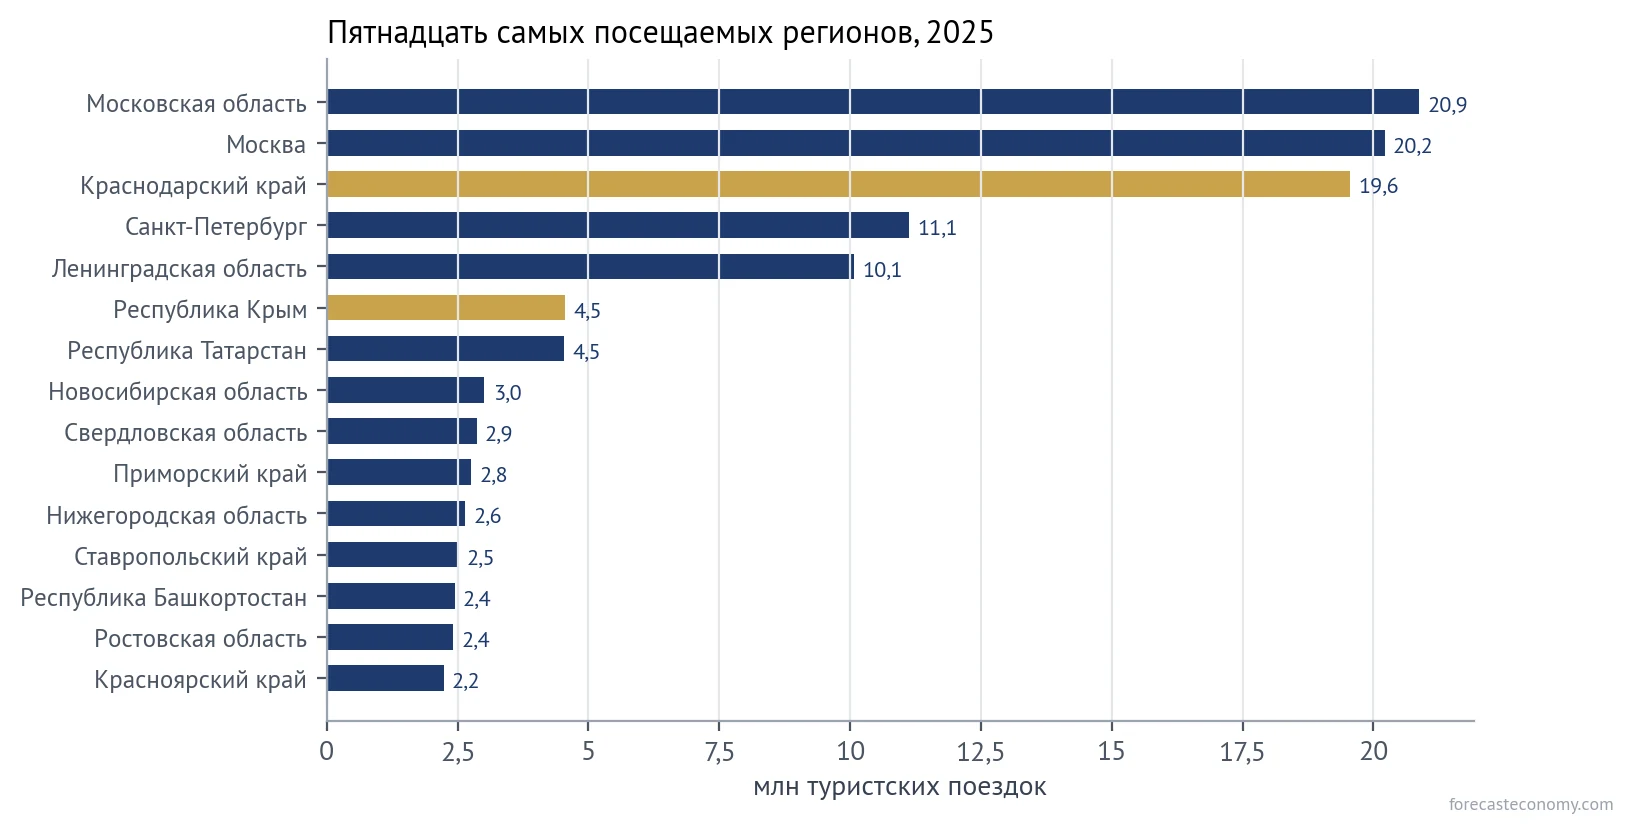 Пятнадцать самых посещаемых регионов, 2025
Московская область 20,9
Москва 20,2
Краснодарский край 19,6
Санкт-Петербург 11,1
Ленинградская область 10,1
Республика Крым 4,5
Республика Татарстан 4,5
Новосибирская область 3,0
Свердловская область 2,9
Приморский край 2,8
Нижегородская область 2,6
Ставропольский край 2,5
Республика Башкортостан 2,4
Ростовская область 2,4
Красноярский край 2,2
0 2,5 5 7,5 10 12,5 15 17,5 20
млн туристских поездок
forecasteconomy.com